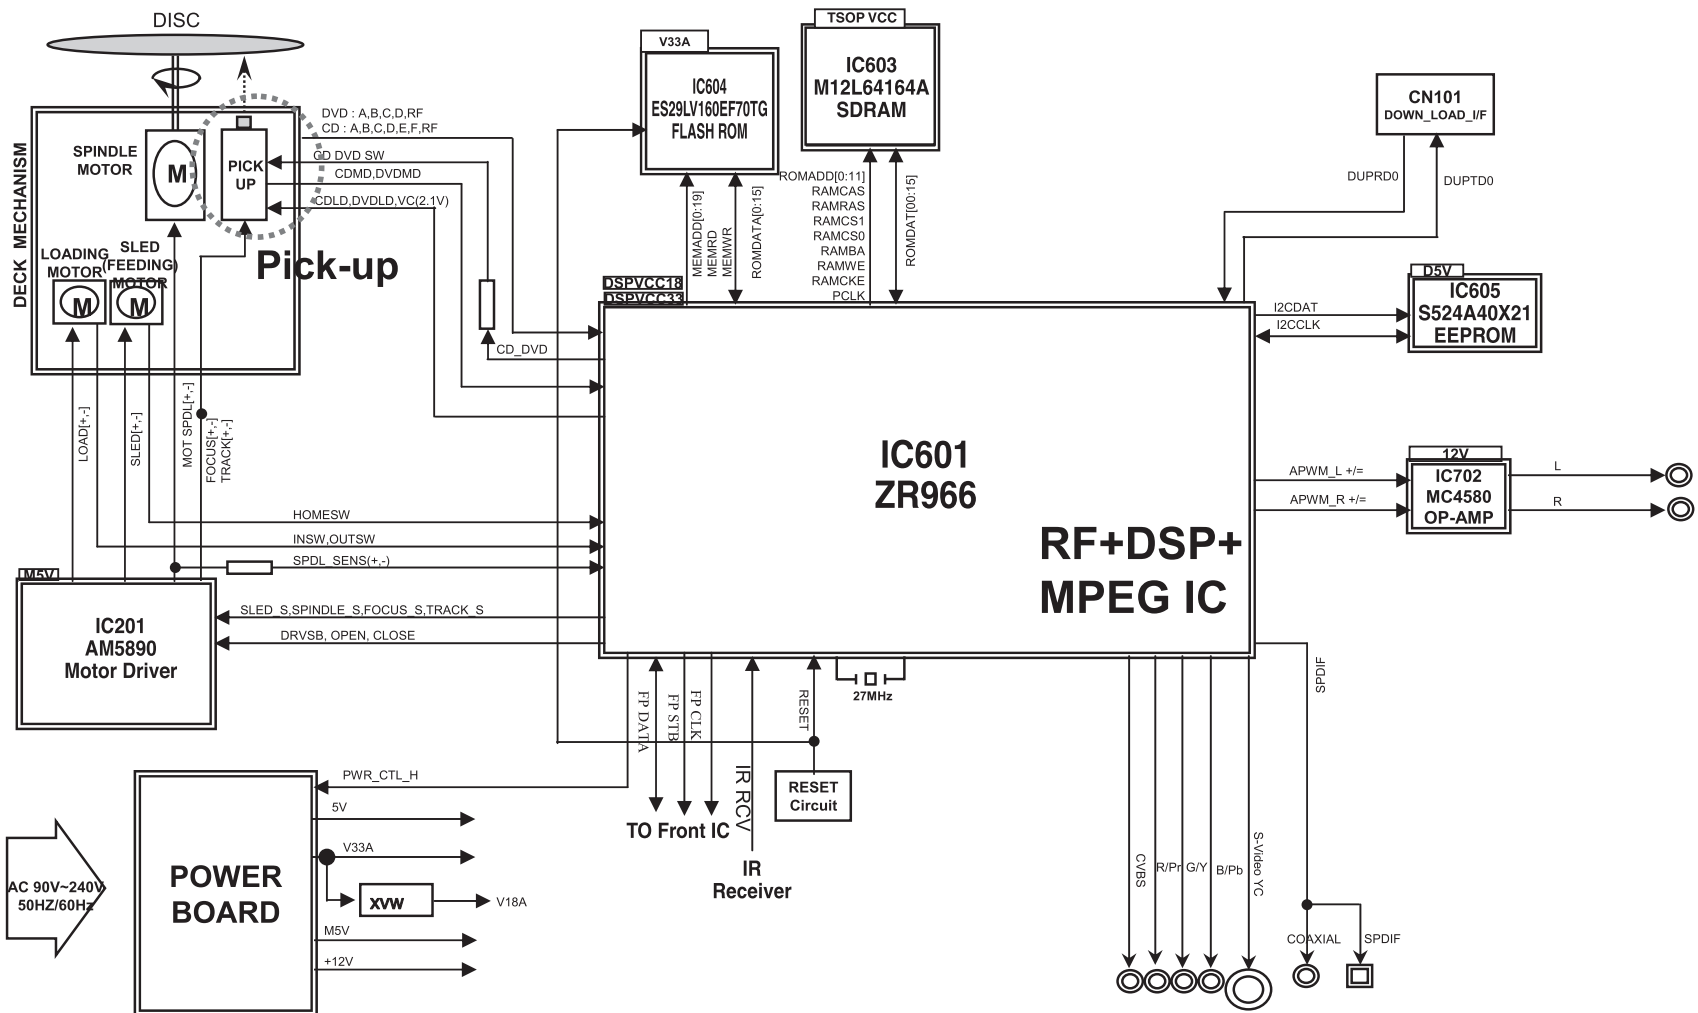 DISC
DECK MECHANISM
SPINDLE
MOTOR
M
PICK
UP
LOADING
MOTOR
SLED
(FEEDING)
MOTOR
M
M
Pick-up
DVD : A,B,C,D,RF
CD : A,B,C,D,E,F,RF
CD DVD SW
CDMD,DVDMD
CDLD,DVDLD,VC(2.1V)
CD_DVD
LOAD[+,-]
SLED[+,-]
MOT SPDL[+,-]
FOCUS[+,-]
TRACK[+,-]
HOMESW
INSW,OUTSW
SPDL_SENS(+,-)
SLED_S,SPINDLE_S,FOCUS_S,TRACK_S
DRVSB, OPEN, CLOSE
M5V
IC201
AM5890
Motor Driver
V33A
IC604
ES29LV160EF70TG
FLASH ROM
MEMADD[0:19]
MEMRD
MEMWR
ROMDATA[0:15]
TSOP VCC
IC603
M12L64164A
SDRAM
ROMADD[0:11]
RAMCAS
RAMRAS
RAMCS1
RAMCS0
RAMBA
RAMWE
RAMCKE
PCLK
ROMDAT[00:15]
DSPVCC18
DSPVCC33
IC601
ZR966
RF+DSP+
MPEG IC
CN101
DOWN_LOAD_I/F
DUPRD0
DUPTD0
D5V
IC605
S524A40X21
EEPROM
I2CDAT
I2CCLK
12V
IC702
MC4580
OP-AMP
APWM_L +/=
APWM_R +/=
L
R
FP DATA
FP STB
FP CLK
TO Front IC
IR RCV
IR
Receiver
RESET
RESET
Circuit
27MHz
CVBS
R/Pr
G/Y
B/Pb
S-Video YC
SPDIF
COAXIAL
SPDIF
AC 90V~240V
50HZ/60Hz
POWER
BOARD
PWR_CTL_H
5V
V33A
XVW
V18A
M5V
+12V